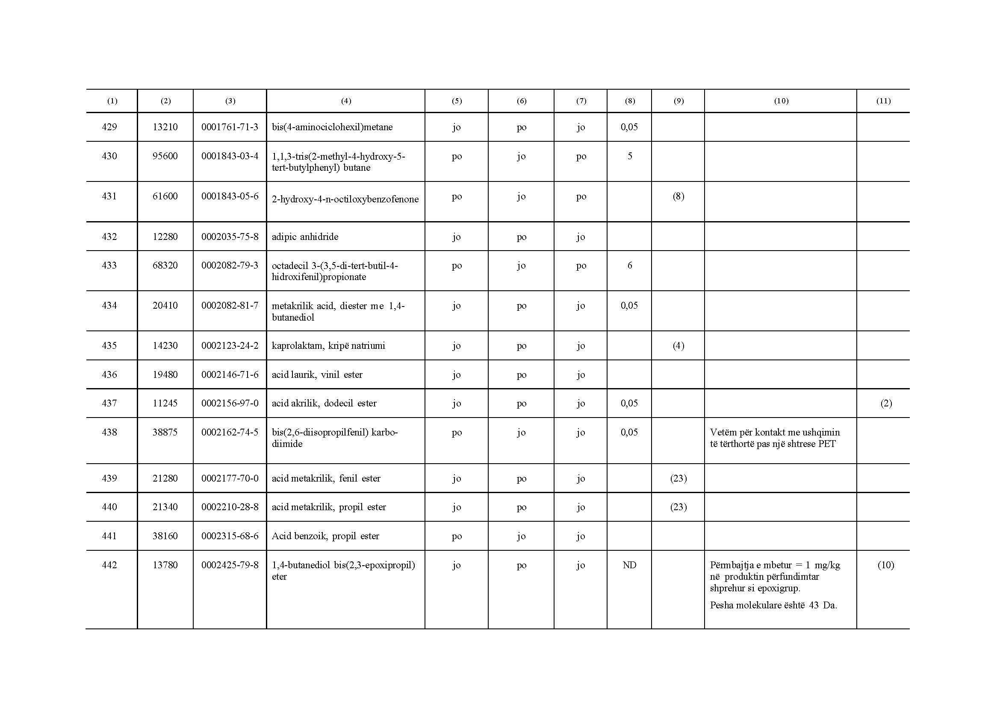 (1) (2) (3) (4) (5) (6) (7) (8) (9) (10) (11)
429 13210 0001761-71-3 bis(4-aminociclohexil)metane jo po jo 0,05
430 95600 0001843-03-4 1,1,3-tris(2-methyl-4-hydroxy-5- po jo po 5
tert-butylphenyl) butane
431 61600 0001843-05-6 2-hydroxy-4-n-octiloxybenzofenone po jo po (8)
432 12280 0002035-75-8 adipic anhidride jo po jo
433 68320 0002082-79-3 octadecil 3-(3,5-di-tert-butil-4- po jo po 6
hidroxifenil)propionate
434 20410 0002082-81-7 metakrilik acid, diester me 1,4- jo po jo 0,05
butanediol
435 14230 0002123-24-2 kaprolaktam, kripë natriumi jo po jo (4)
436 19480 0002146-71-6 acid laurik, vinil ester jo po jo
437 11245 0002156-97-0 acid akrilik, dodecil ester jo po jo 0,05 (2)
438 38875 0002162-74-5 bis(2,6-diisopropilfenil) karbo- po jo jo 0,05 Vetëm për kontakt me ushqimin
diimide të tërthortë pas një shtrese PET
439 21280 0002177-70-0 acid metakrilik, fenil ester jo po jo (23)
440 21340 0002210-28-8 acid metakrilik, propil ester jo po jo (23)
441 38160 0002315-68-6 Acid benzoik, propil ester po jo jo
442 13780 0002425-79-8 1,4-butanediol bis(2,3-epoxipropil) jo po jo ND Përmbajtja e mbetur = 1 mg/kg (10)
eter në produktin përfundimtar
shprehur si epoxigrup.
Pesha molekulare është 43 Da.